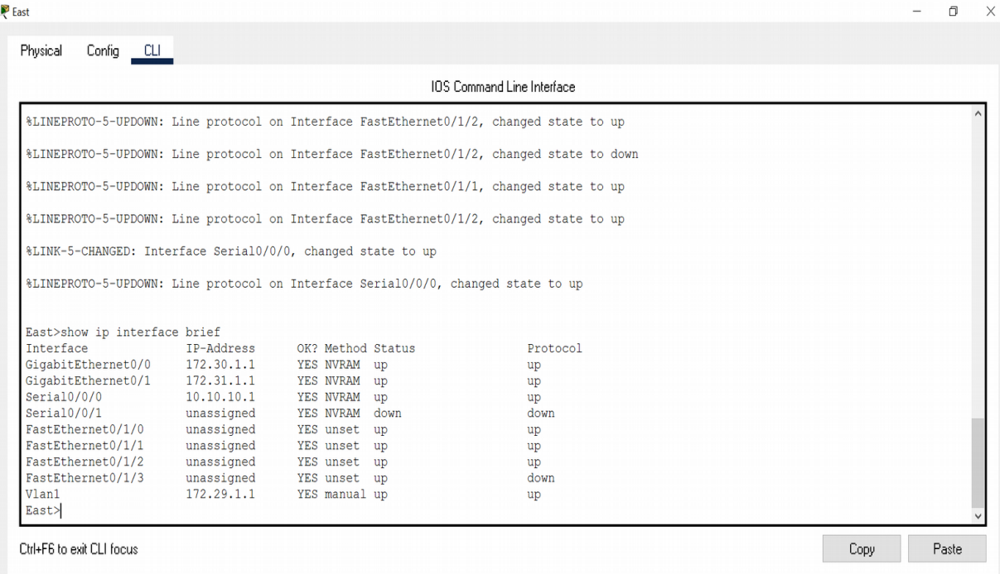 East
Physical Config CLI
IOS Command Line Interface
%LINEPROTO-5-UPDOWN: Line protocol on Interface FastEthernet0/1/2, changed state to up
%LINEPROTO-5-UPDOWN: Line protocol on Interface FastEthernet0/1/2, changed state to down
%LINEPROTO-5-UPDOWN: Line protocol on Interface FastEthernet0/1/1, changed state to up
%LINEPROTO-5-UPDOWN: Line protocol on Interface FastEthernet0/1/2, changed state to up
%LINK-5-CHANGED: Interface Serial0/0/0, changed state to up
%LINEPROTO-5-UPDOWN: Line protocol on Interface Serial0/0/0, changed state to up
East>show ip interface brief
Interface IP-Address OK? Method Status Protocol
GigabitEthernet0/0 172.30.1.1 YES NVRAM up up
GigabitEthernet0/1 172.31.1.1 YES NVRAM up up
Serial0/0/0 10.10.10.1 YES NVRAM up up
Serial0/0/1 unassigned YES NVRAM down down
FastEthernet0/1/0 unassigned YES unset up up
FastEthernet0/1/1 unassigned YES unset up up
FastEthernet0/1/2 unassigned YES unset up up
FastEthernet0/1/3 unassigned YES unset up down
Vlan1 172.29.1.1 YES manual up up
East>
Ctrl+F6 to exit CLI focus
Copy Paste